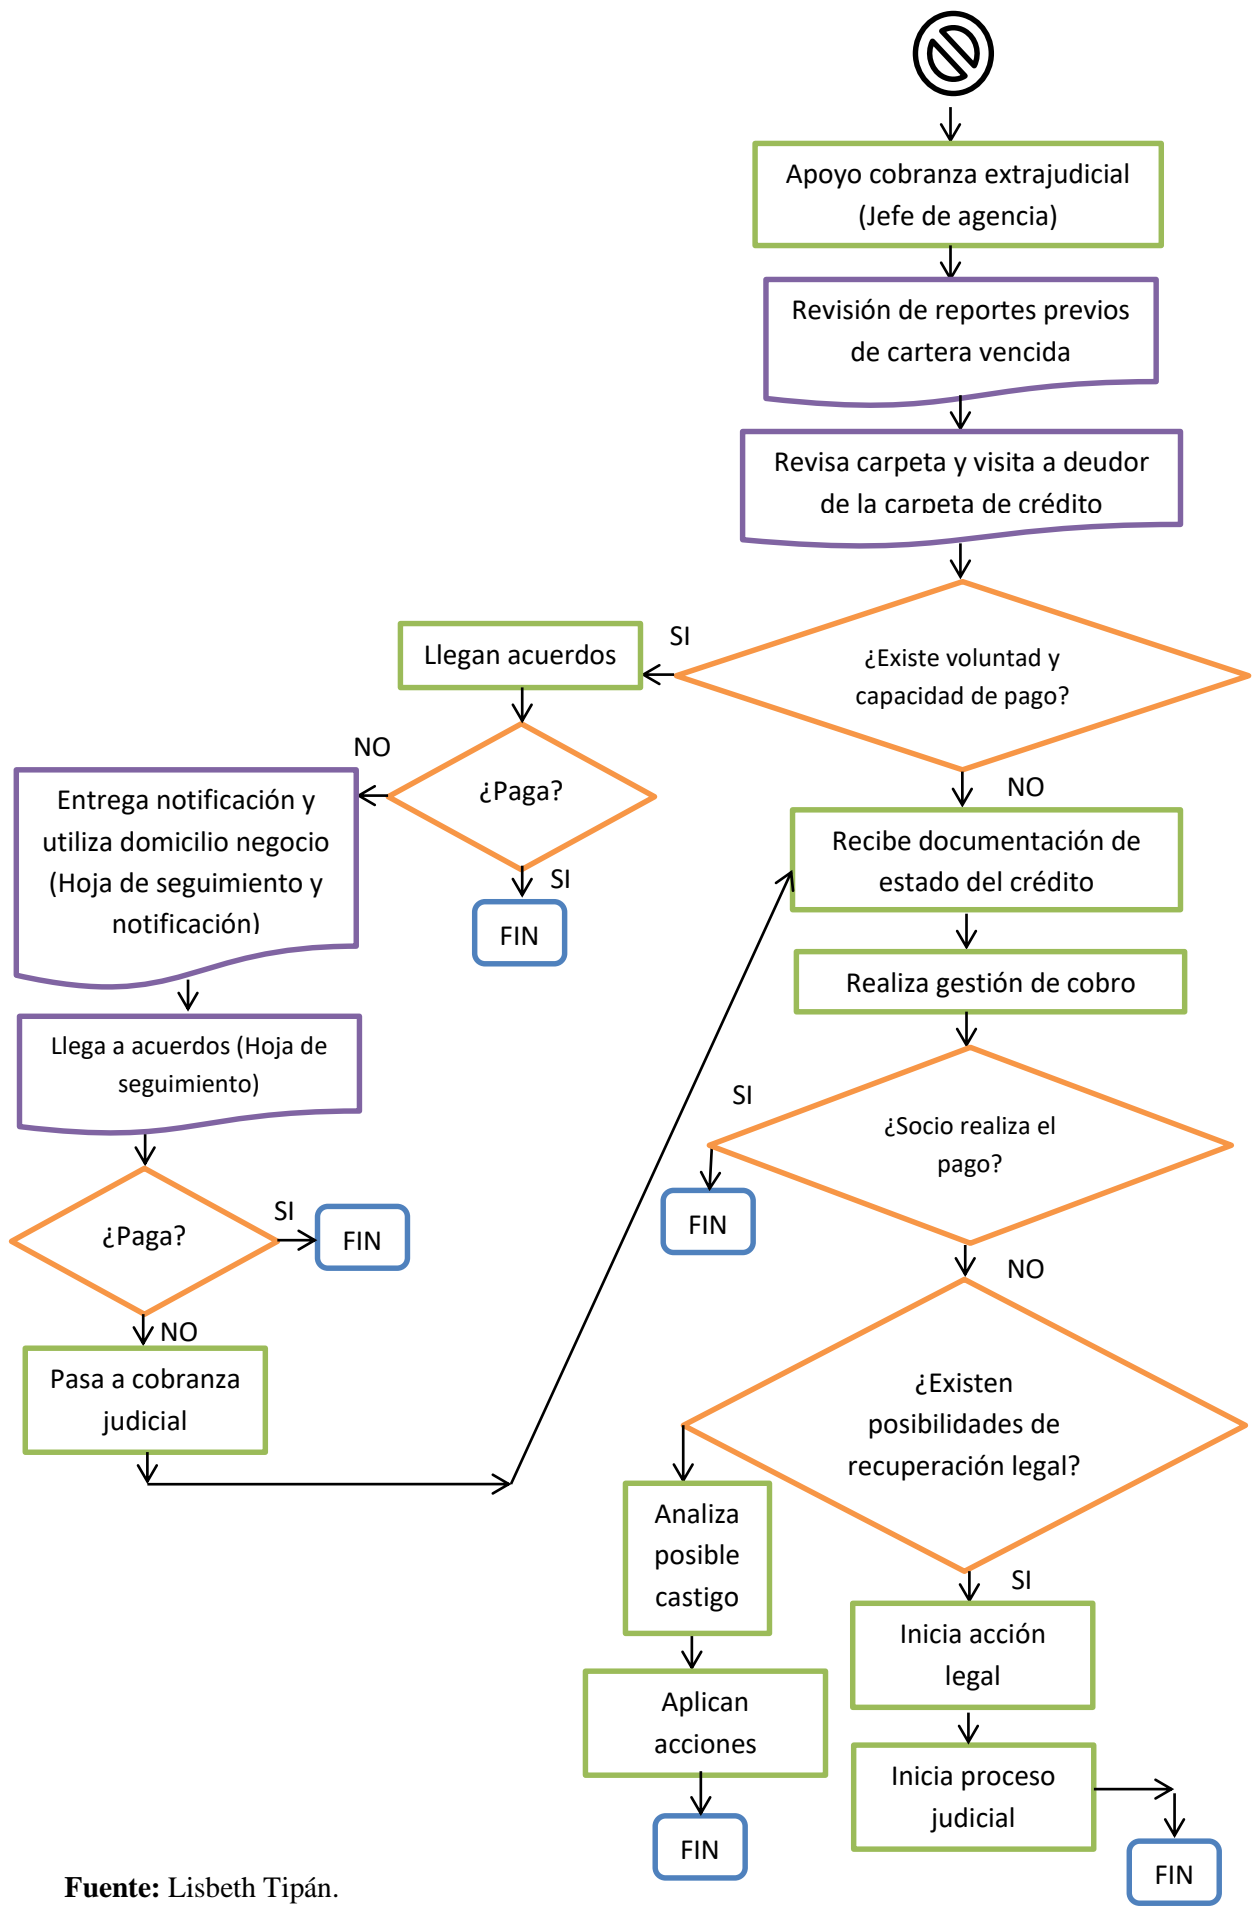 Apoyo cobranza extrajudicial
(Jefe de agencia)
Revisión de reportes previos
de cartera vencida
Revisa carpeta y visita a deudor
de la carpeta de crédito
¿Existe voluntad y
capacidad de pago?
SI
Llegan acuerdos
¿Paga?
NO
SI
FIN
Entrega notificación y
utiliza domicilio negocio
(Hoja de seguimiento y
notificación)
Llega a acuerdos (Hoja de
seguimiento)
¿Paga?
SI
FIN
NO
Pasa a cobranza
judicial
NO
Recibe documentación de
estado del crédito
Realiza gestión de cobro
¿Socio realiza el
pago?
SI
FIN
NO
¿Existen
posibilidades de
recuperación legal?
Analiza
posible
castigo
Aplican
acciones
FIN
SI
Inicia acción
legal
Inicia proceso
judicial
FIN
Fuente: Lisbeth Tipán.